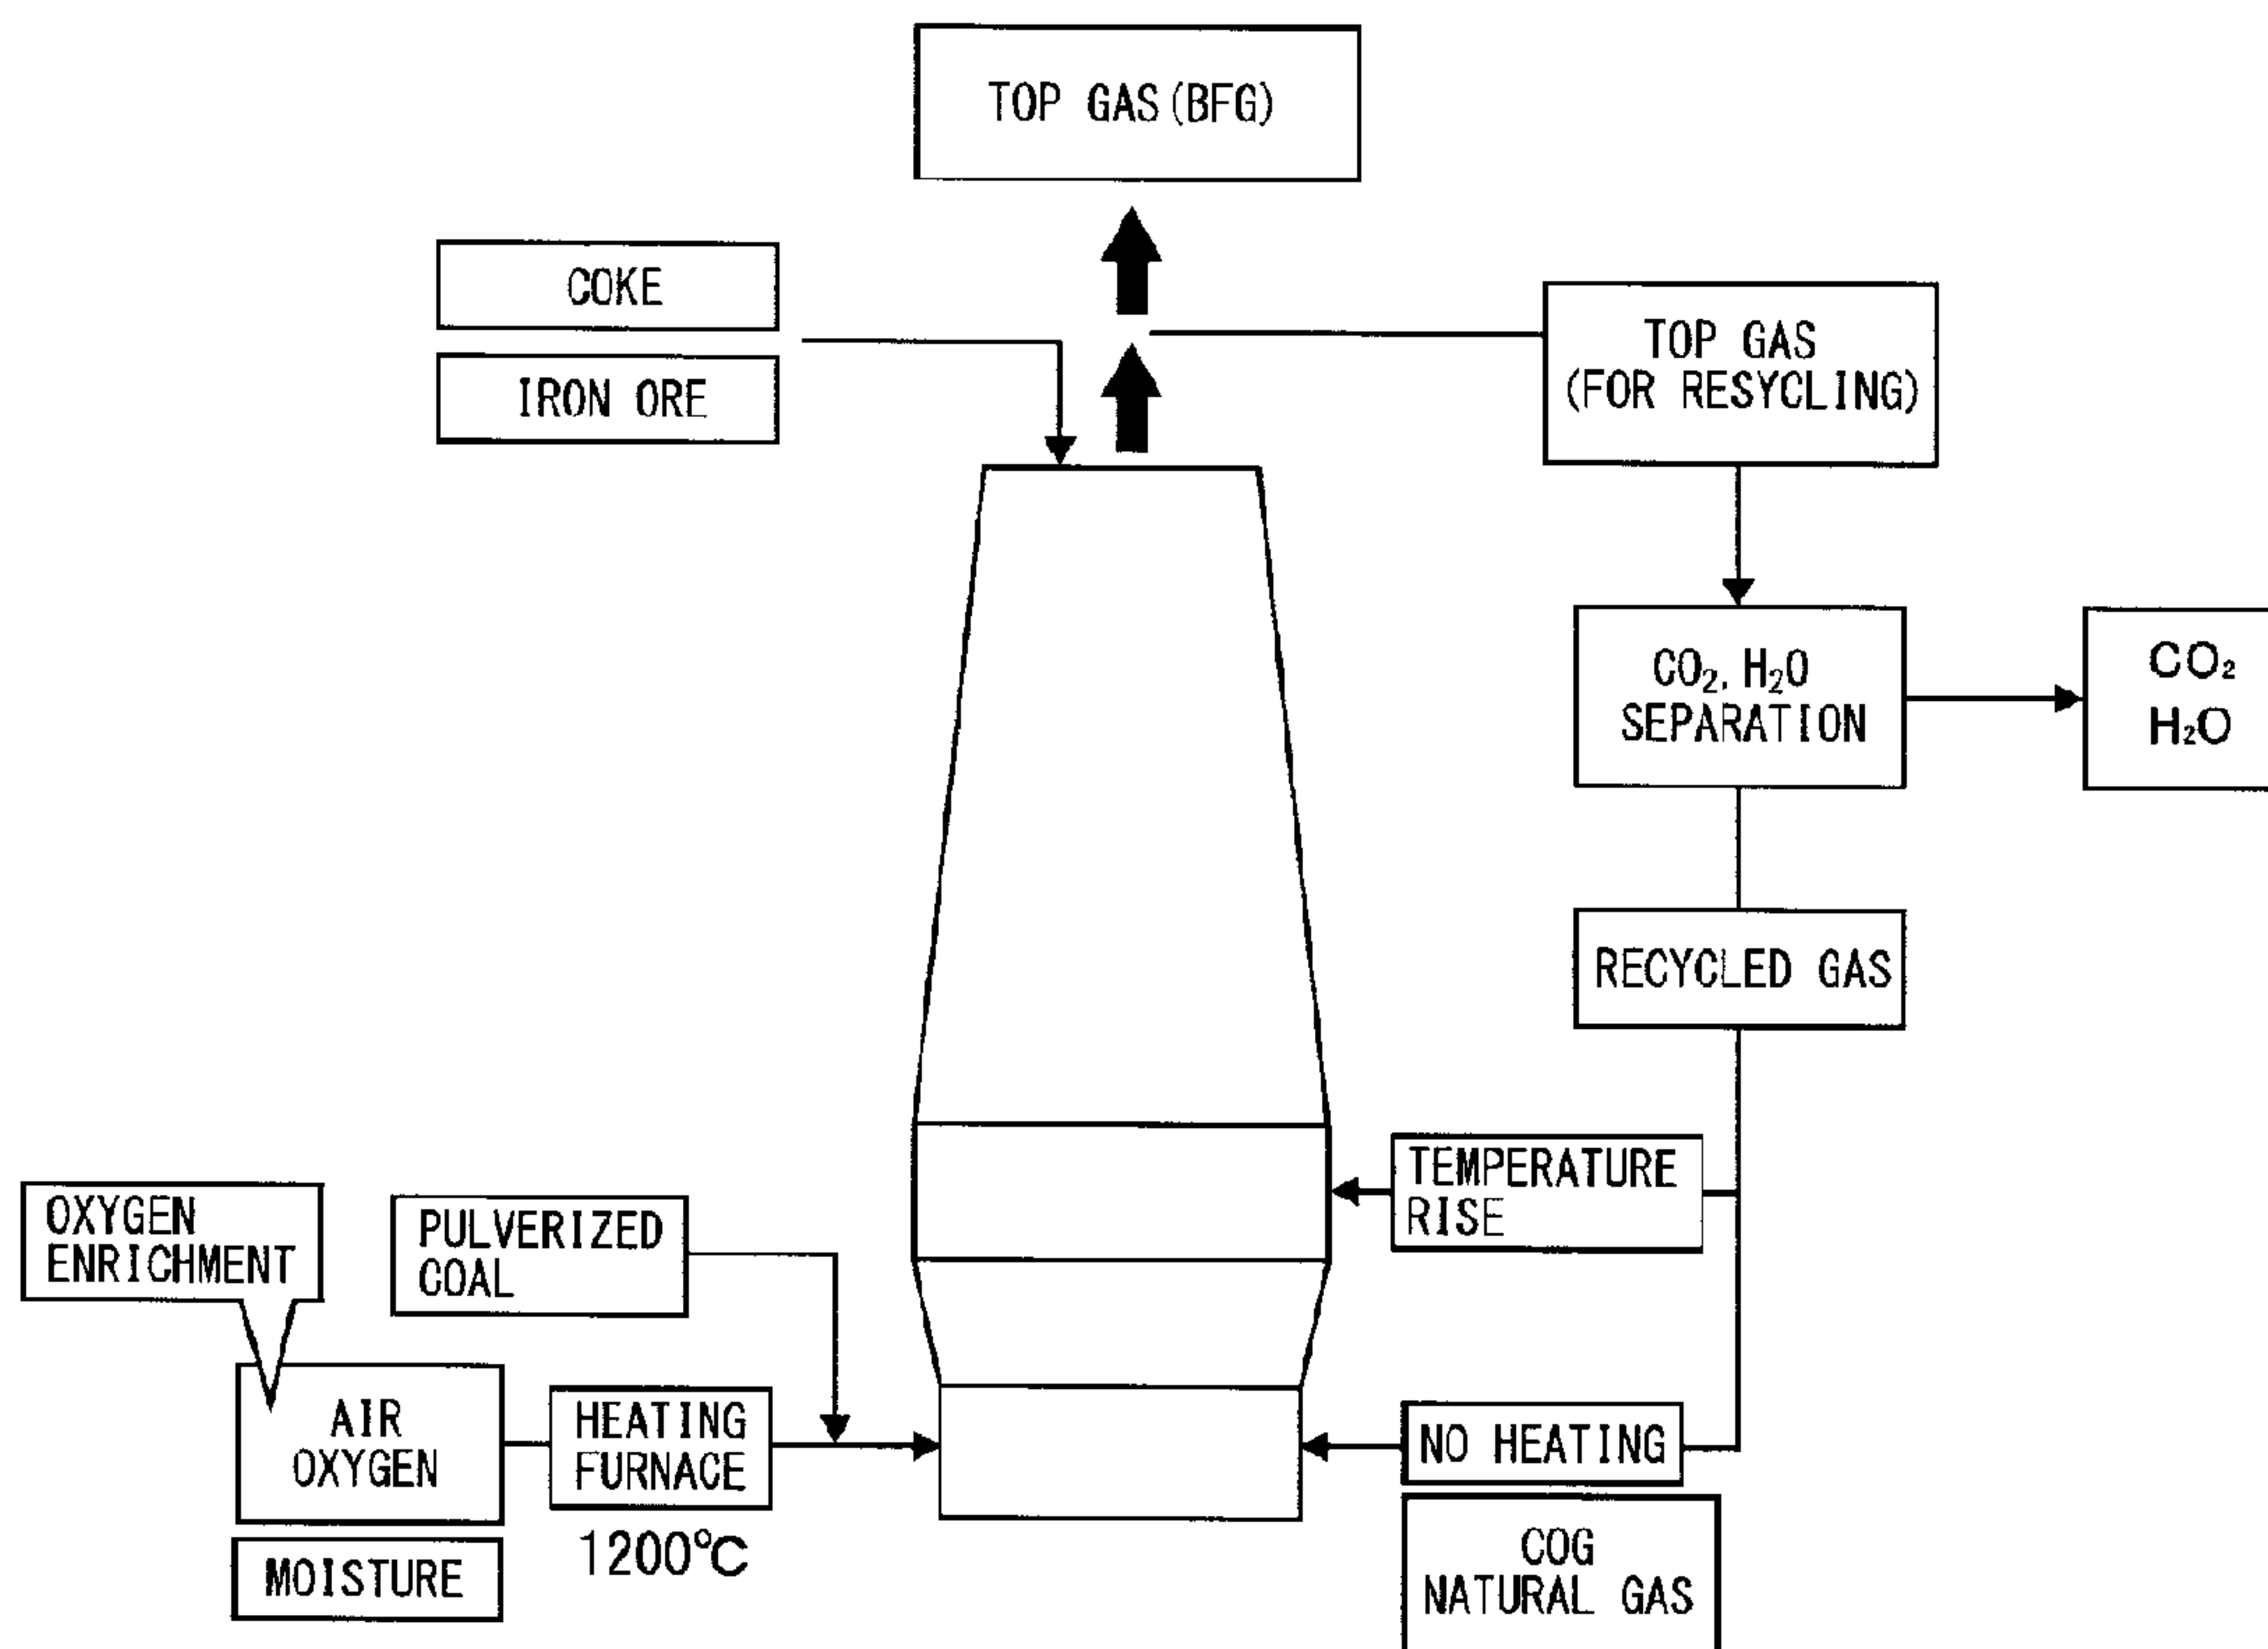 TOP GAS(BFG)
COKE
IRON ORE
TOP GAS
(FOR RESYCLING)
CO₂, H₂O
SEPARATION
CO₂
H₂O
RECYCLED GAS
TEMPERATURE
RISE
OXYGEN
ENRICHMENT
PULVERIZED
COAL
AIR
OXYGEN
HEATING
FURNACE
NO HEATING
1200℃
MOISTURE
COG
NATURAL GAS